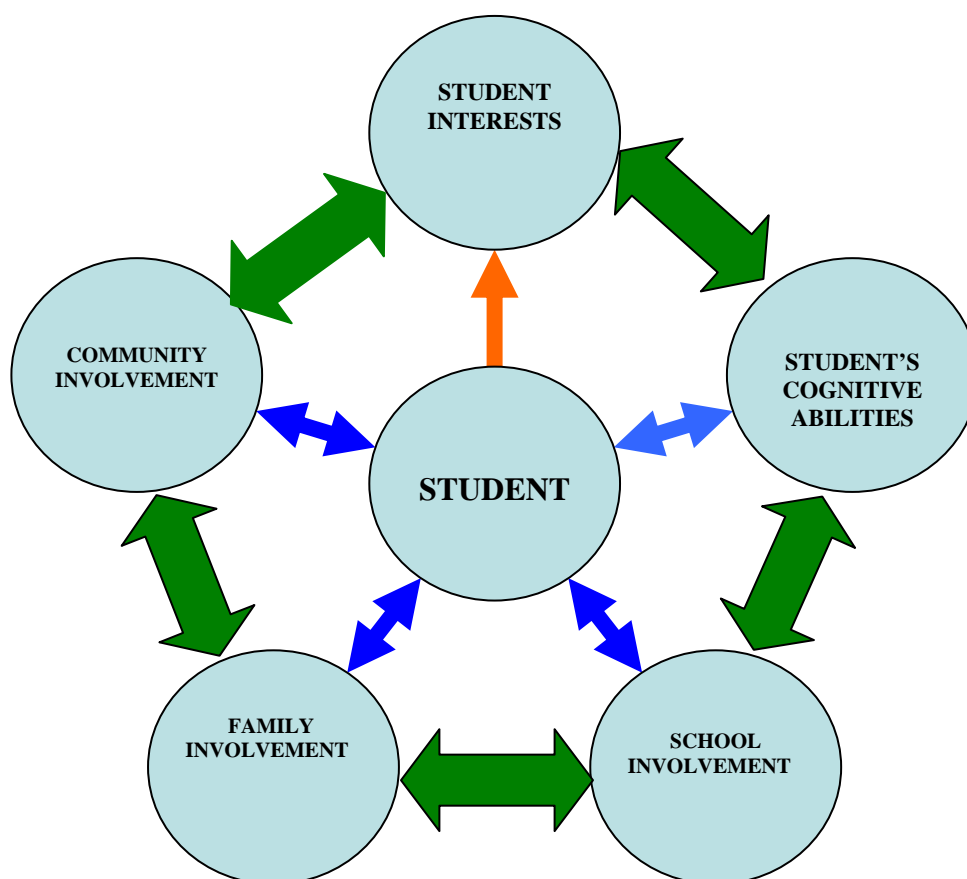 STUDENT
INTERESTS
COMMUNITY
INVOLVEMENT
STUDENT’S
COGNITIVE
ABILITIES
STUDENT
FAMILY
INVOLVEMENT
SCHOOL
INVOLVEMENT